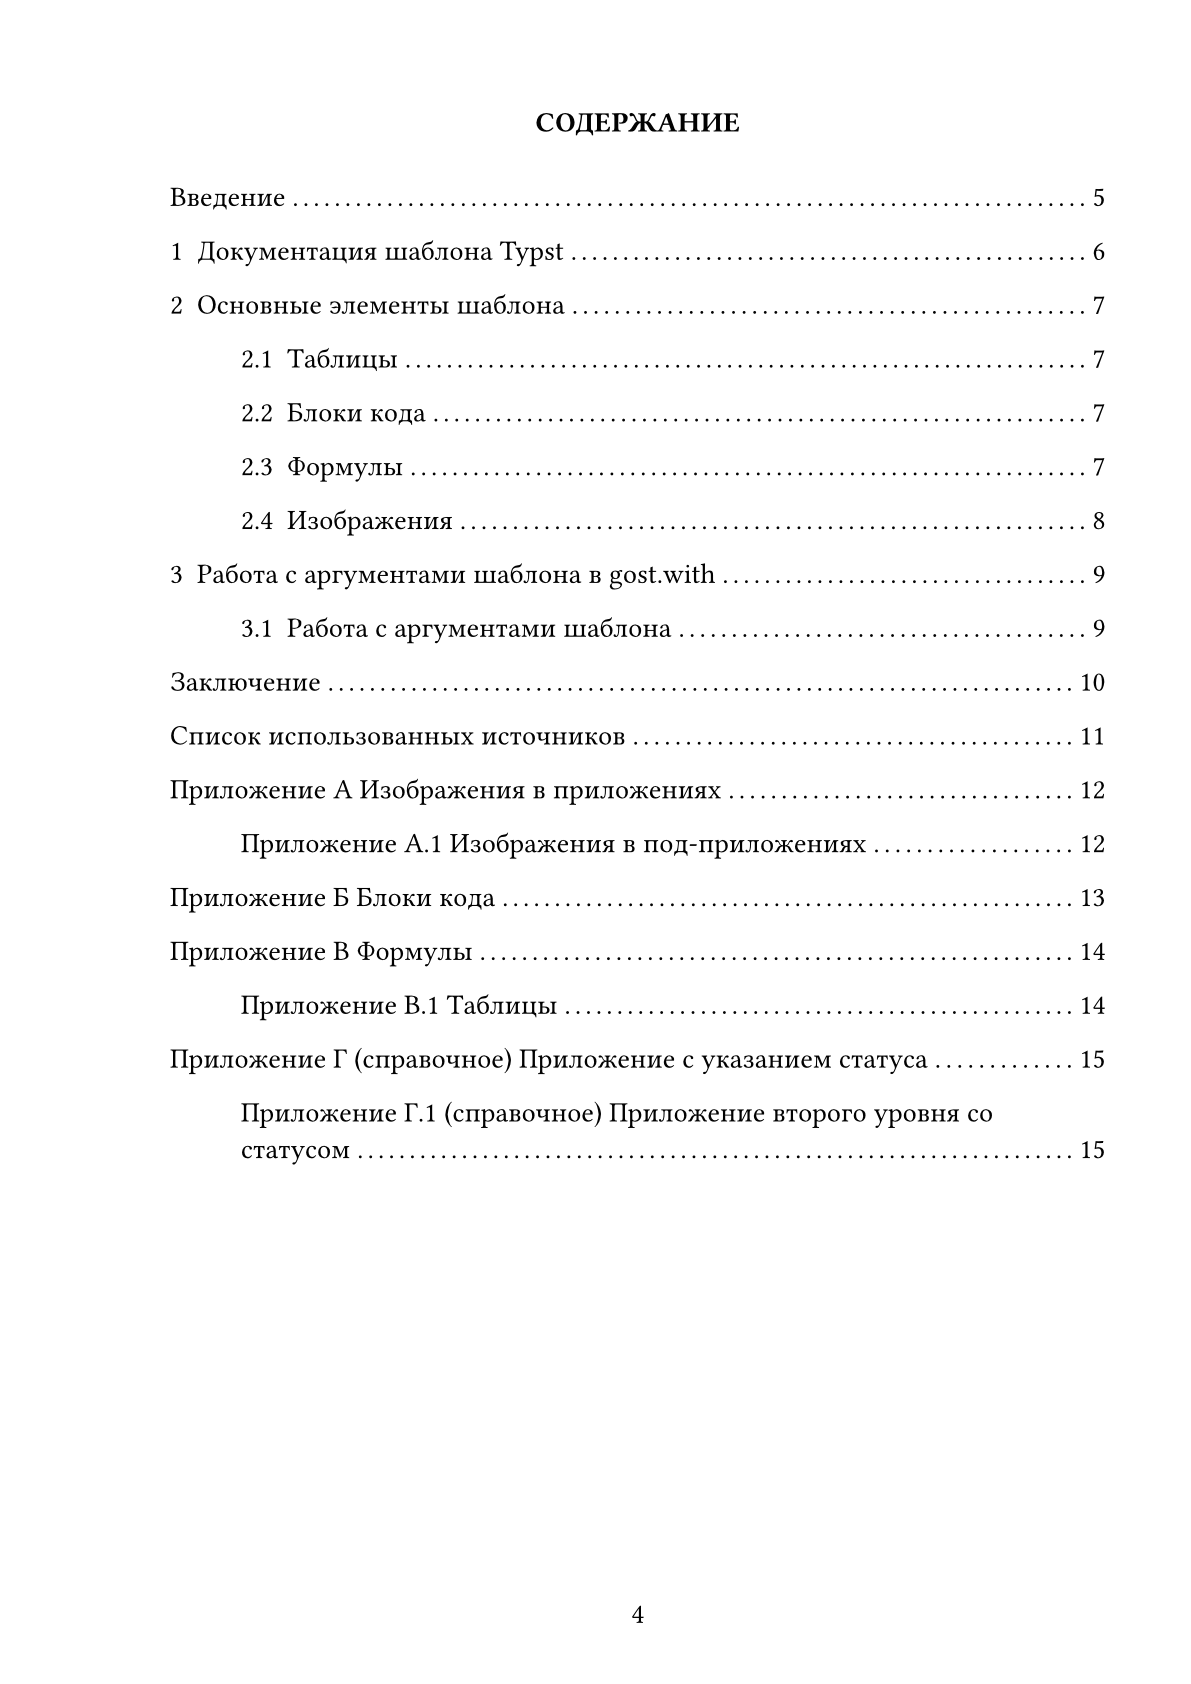 СОДЕРЖАНИЕ
Введение ........................................................................... 5
1 Документация шаблона Typst ................................................ 6
2 Основные элементы шаблона ................................................ 7
2.1 Таблицы ................................................................ 7
2.2 Блоки кода ............................................................. 7
2.3 Формулы ............................................................... 7
2.4 Изображения .......................................................... 8
3 Работа с аргументами шаблона в gost.with .................................. 9
3.1 Работа с аргументами шаблона ...................................... 9
Заключение ...................................................................... 10
Список использованных источников ......................................... 11
Приложение А Изображения в приложениях ................................ 12
Приложение А.1 Изображения в под-приложениях ................... 12
Приложение Б Блоки кода ..................................................... 13
Приложение В Формулы ....................................................... 14
Приложение В.1 Таблицы ................................................ 14
Приложение Г (справочное) Приложение с указанием статуса ............. 15
Приложение Г.1 (справочное) Приложение второго уровня со
статусом .................................................................... 15
4